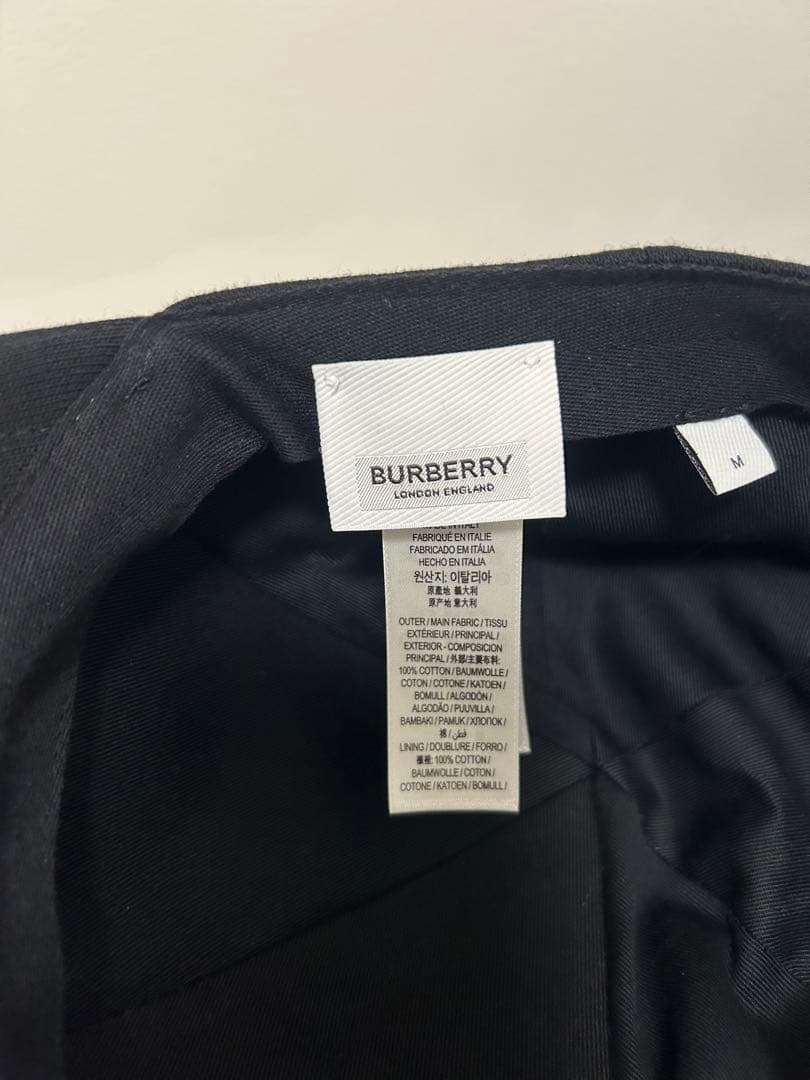 BURBERRY
LONDON ENGLAND
M
MADE IN ITALY
FABRIQUÉ EN ITALIE
FABRICADO EM ITÁLIA
HECHO EN ITALIA
원산지: 이탈리아
原產地 義大利
原产地 意大利
OUTER / MAIN FABRIC / TISSU
EXTÉRIEUR / PRINCIPAL /
EXTERIOR - COMPOSICION
PRINCIPAL / 外部/主要布料:
100% COTTON / BAUMWOLLE /
COTON / COTONE / KATOEN /
BOMULL / ALGODÓN /
ALGODÃO / PUUVILLA /
BAMBAKI / PAMUK / ХЛОПОК /
棉 / قطن /
LINING / DOUBLURE / FORRO /
襯裡: 100% COTTON /
BAUMWOLLE / COTON /
COTONE / KATOEN / BOMULL /